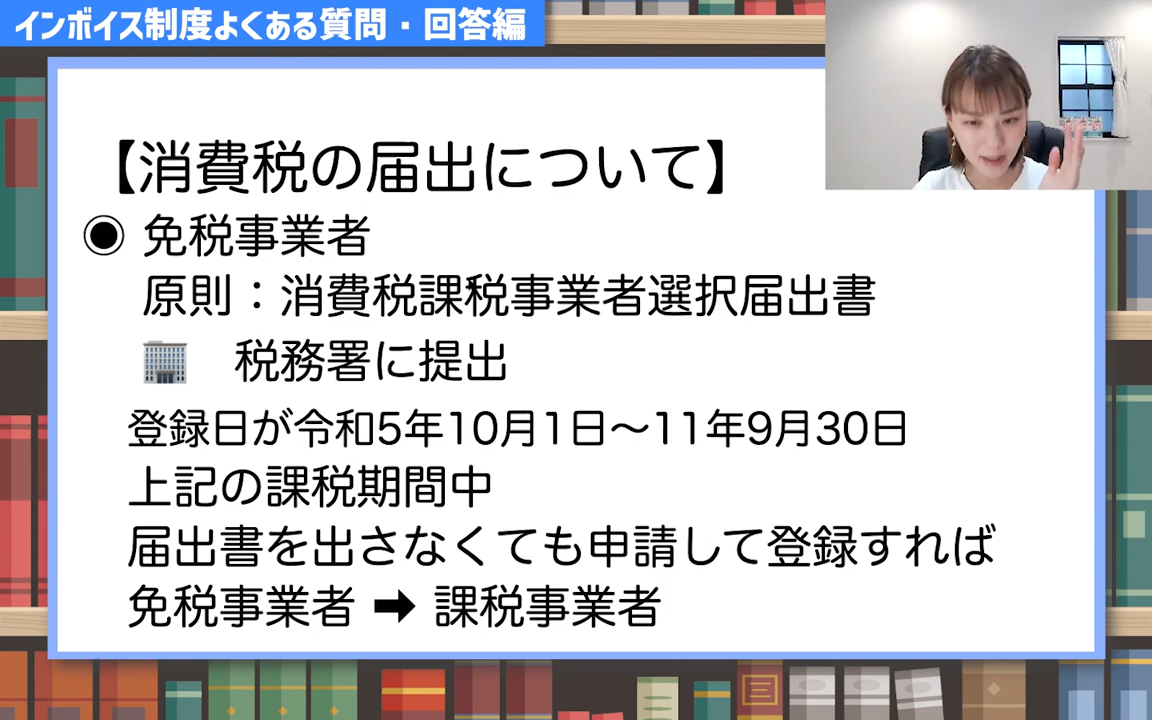 インボイス制度よくある質問・回答編
【消費税の届出について】
◉ 免税事業者
原則：消費税課税事業者選択届出書
税務署に提出
登録日が令和5年10月1日〜11年9月30日
上記の課税期間中
届出書を出さなくても申請して登録すれば
免税事業者 ➡ 課税事業者